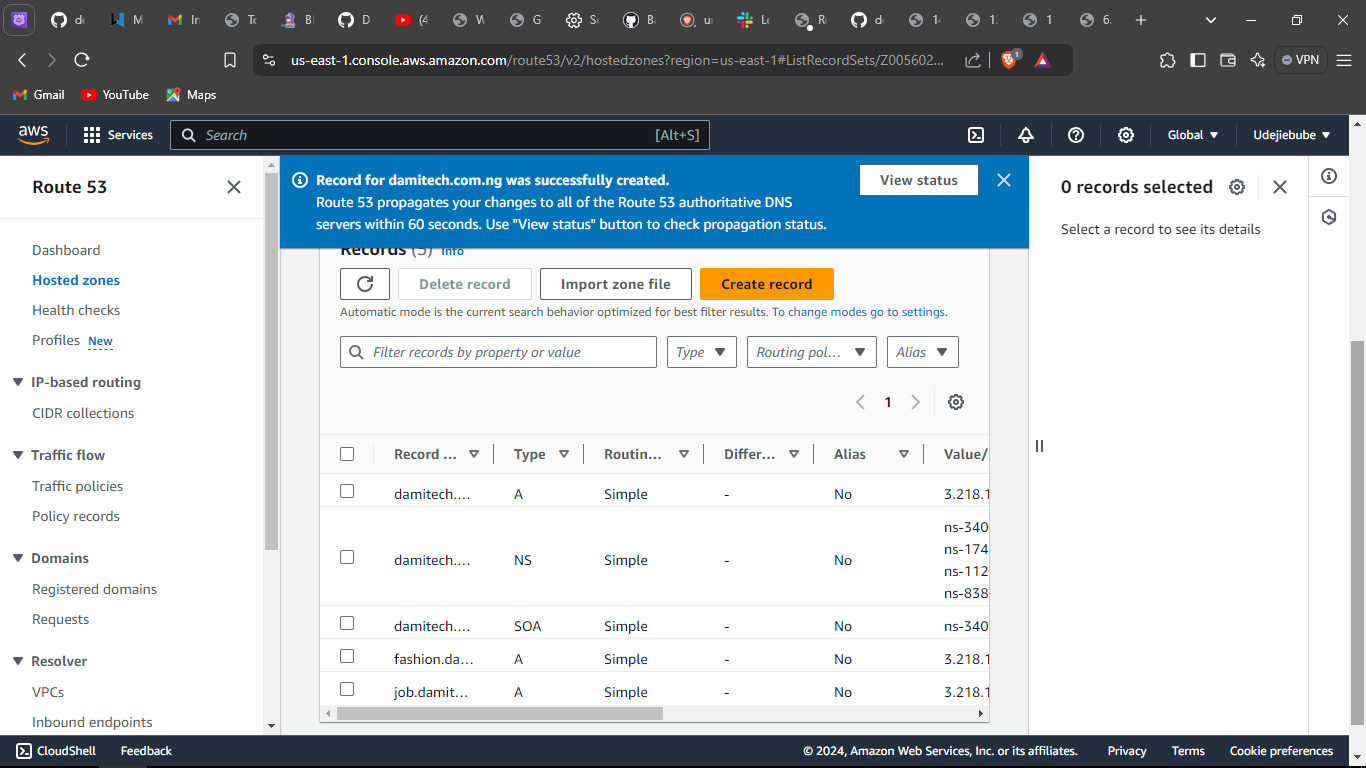 de
M
In
To
Bl
D
(4
W
G
Se
B
ur
Lo
Re
de
14
1:
1'
6.
us-east-1.console.aws.amazon.com/route53/v2/hostedzones?region=us-east-1#ListRecordSets/Z005602...
1
VPN
Gmail
YouTube
Maps
aws
Services
Search
[Alt+S]
Global
Udejiebube
Route 53
Dashboard
Hosted zones
Health checks
Profiles New
IP-based routing
CIDR collections
Traffic flow
Traffic policies
Policy records
Domains
Registered domains
Requests
Resolver
VPCs
Inbound endpoints
Record for damitech.com.ng was successfully created.
Route 53 propagates your changes to all of the Route 53 authoritative DNS
servers within 60 seconds. Use "View status" button to check propagation status.
View status
Records (5) Info
Delete record
Import zone file
Create record
Automatic mode is the current search behavior optimized for best filter results. To change modes go to settings.
Filter records by property or value
Type
Routing pol...
Alias
1
Record ... Type Routin... Differ... Alias Value/
damitech.... A Simple - No 3.218.1
damitech.... NS Simple - No
ns-340
ns-174
ns-112
ns-838
damitech.... SOA Simple - No ns-340
fashion.da... A Simple - No 3.218.1
job.damit... A Simple - No 3.218.1
0 records selected
Select a record to see its details
CloudShell
Feedback
© 2024, Amazon Web Services, Inc. or its affiliates.
Privacy
Terms
Cookie preferences